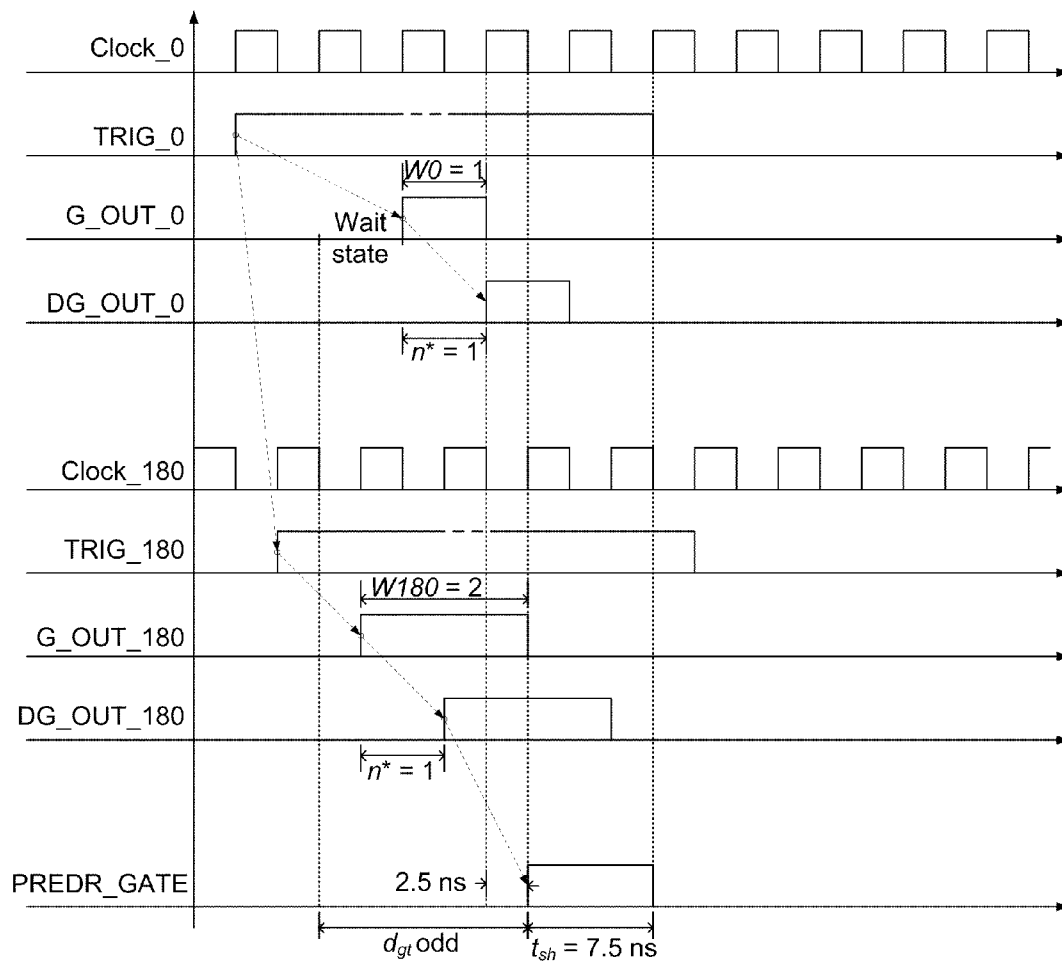 Clock_0
TRIG_0
W0 = 1
G_OUT_0
Wait
state
DG_OUT_0
n* = 1
Clock_180
TRIG_180
W180 = 2
G_OUT_180
DG_OUT_180
n* = 1
PREDR_GATE
2.5 ns
dgt odd
tsh = 7.5 ns